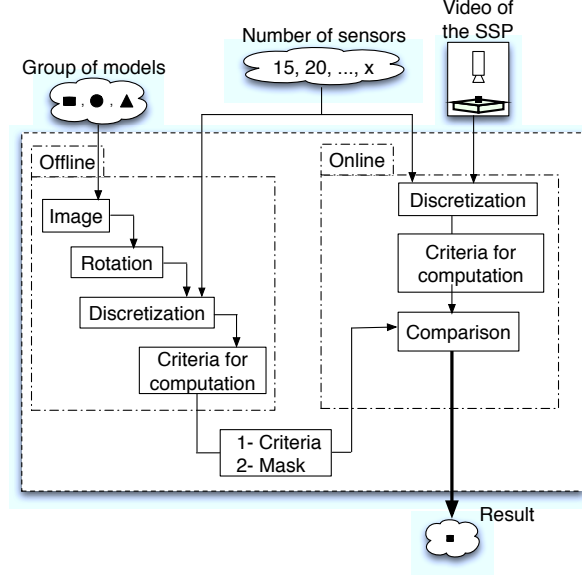 Video of
the SSP
Number of sensors
15, 20, ..., x
Group of models
, ,
Offline
Online
Image
Rotation
Discretization
Criteria for
computation
Discretization
Criteria for
computation
Comparison
1- Criteria
2- Mask
Result